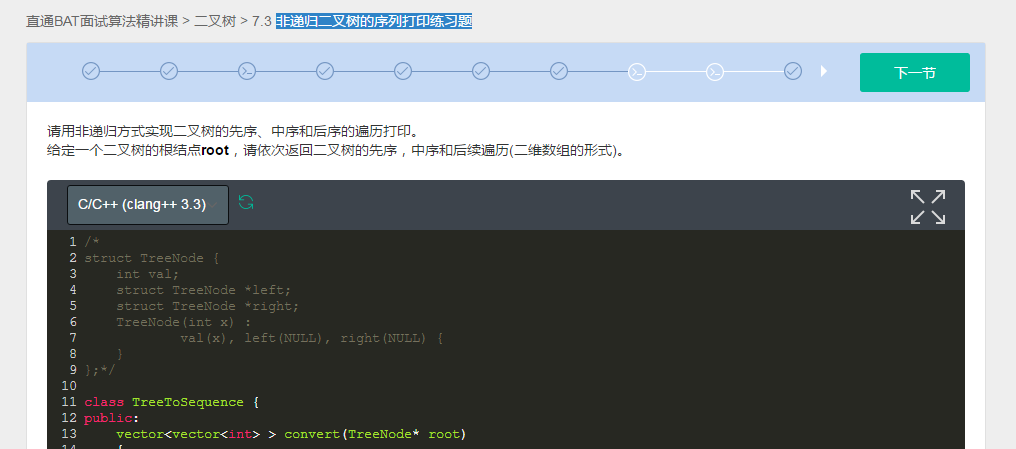 直通BAT面试算法精讲课 > 二叉树 > 7.3 非递归二叉树的序列打印练习题
下一节
请用非递归方式实现二叉树的先序、中序和后序的遍历打印。
给定一个二叉树的根结点root，请依次返回二叉树的先序，中序和后续遍历(二维数组的形式)。
C/C++ (clang++ 3.3)
1 /*
2 struct TreeNode {
3     int val;
4     struct TreeNode *left;
5     struct TreeNode *right;
6     TreeNode(int x) :
7             val(x), left(NULL), right(NULL) {
8     }
9 };*/
10
11 class TreeToSequence {
12 public:
13     vector<vector<int> > convert(TreeNode* root)